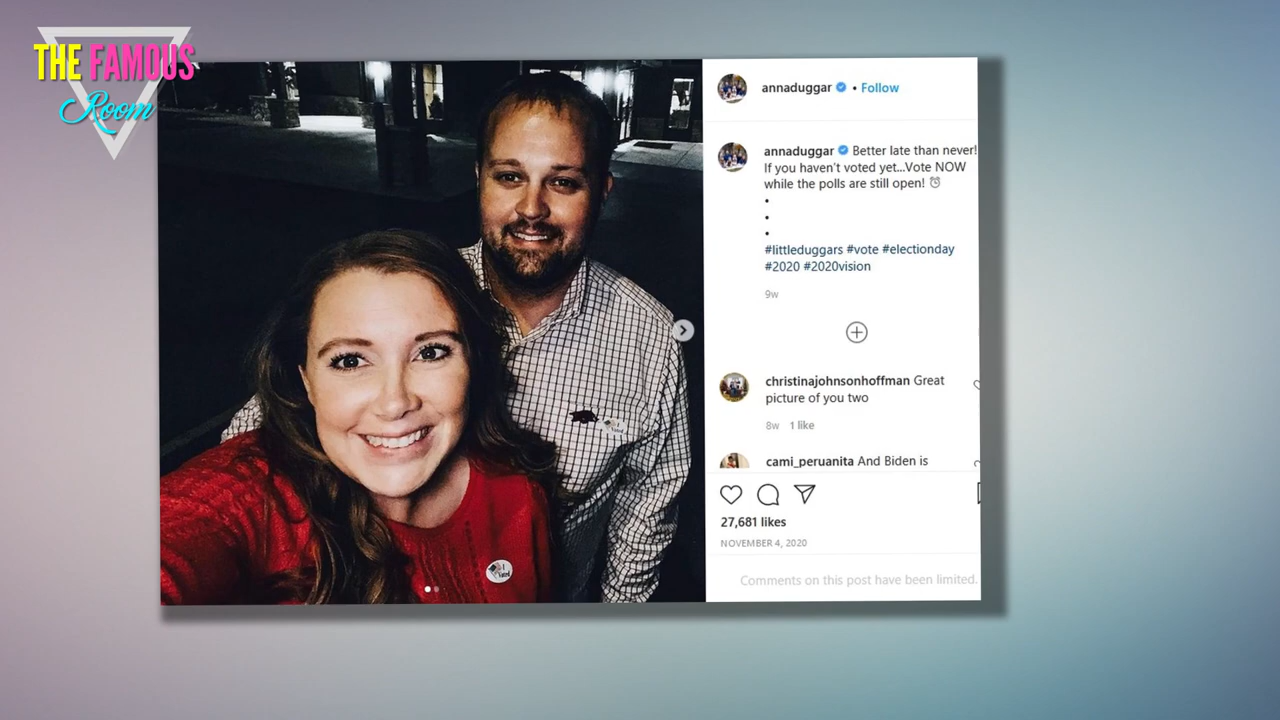 THE FAMOUS
Room
annaduggar • Follow
annaduggar Better late than never!
If you haven't voted yet...Vote NOW
while the polls are still open!
•
•
•
#littleduggars #vote #electionday
#2020 #2020vision
9w
christinajohnsonhoffman Great
picture of you two
8w 1 like
cami_peruanita And Biden is
27,681 likes
NOVEMBER 4, 2020
Comments on this post have been limited.
I
Voted